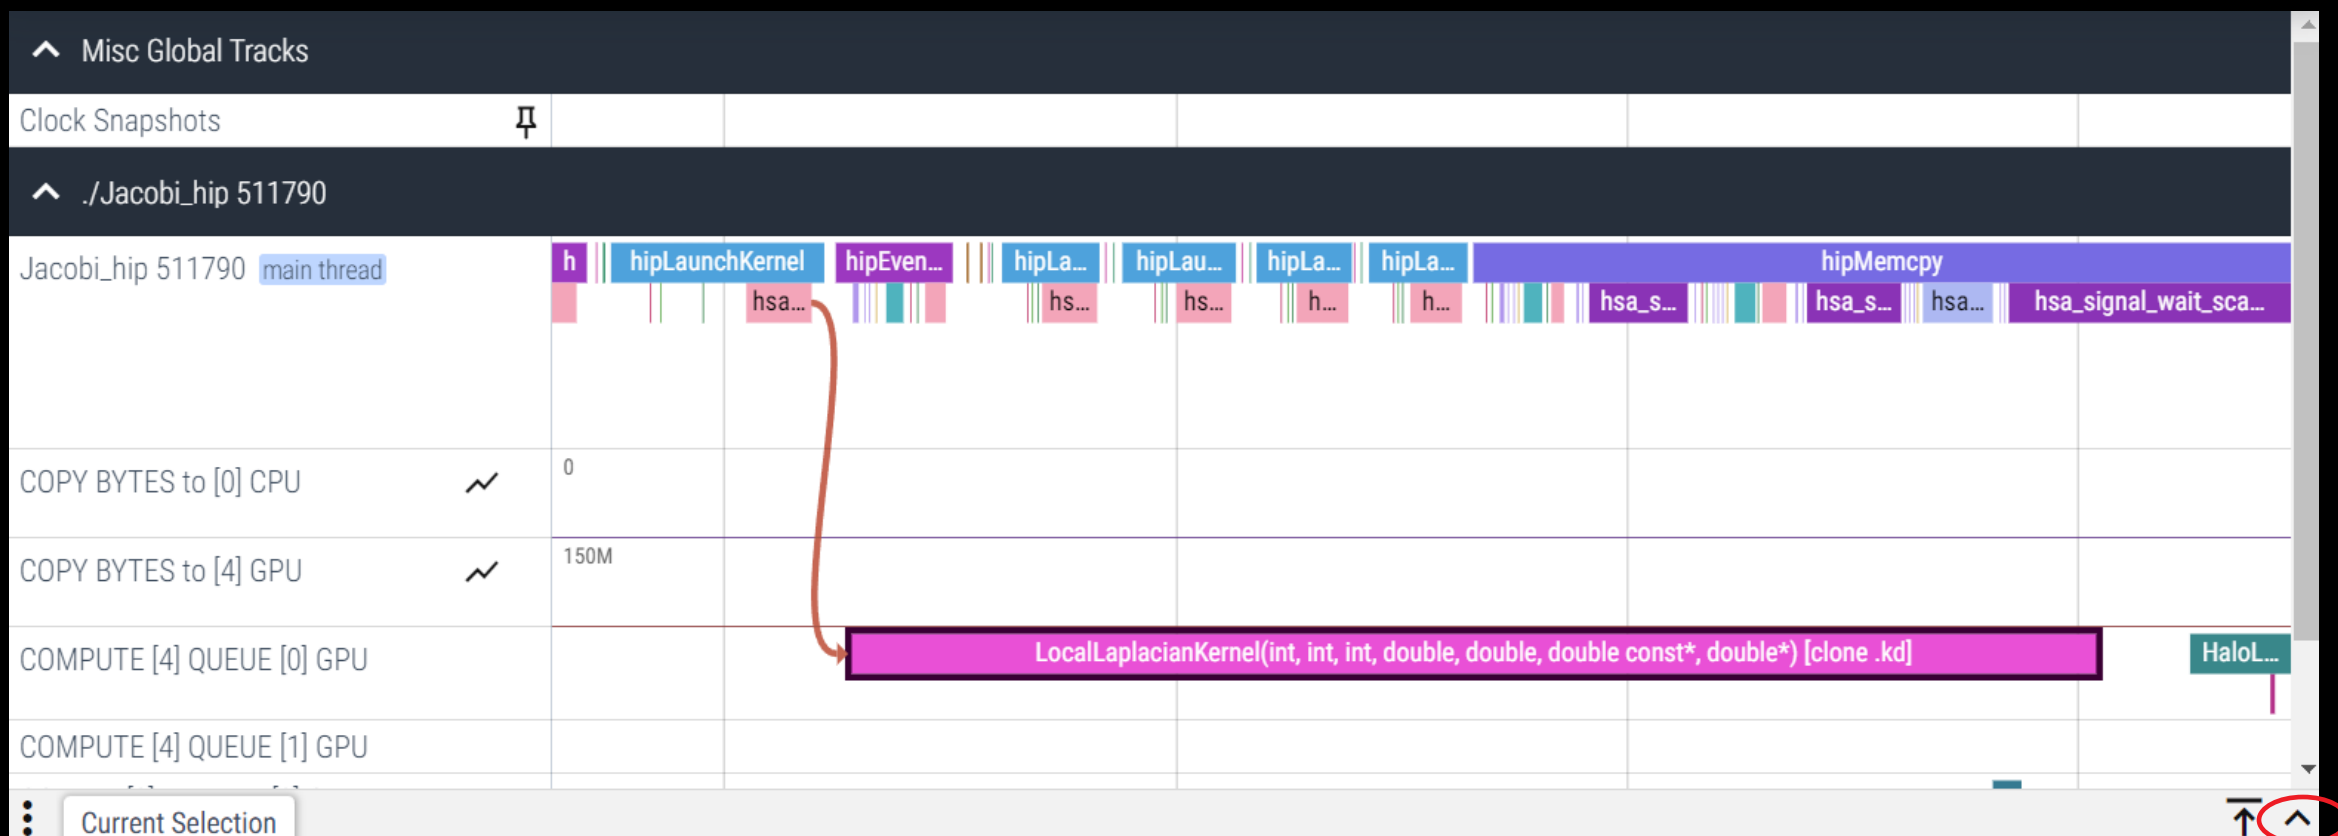 Misc Global Tracks
Clock Snapshots
./Jacobi_hip 511790
Jacobi_hip 511790 main thread
h hipLaunchKernel hipEven... hipLa... hipLau... hipLa... hipLa... hipMemcpy
hsa... hs... hs... h... h... hsa_s... hsa_s... hsa... hsa_signal_wait_sca...
COPY BYTES to [0] CPU
0
COPY BYTES to [4] GPU
150M
COMPUTE [4] QUEUE [0] GPU
LocalLaplacianKernel(int, int, int, double, double, double const*, double*) [clone .kd]
HaloL...
COMPUTE [4] QUEUE [1] GPU
Current Selection